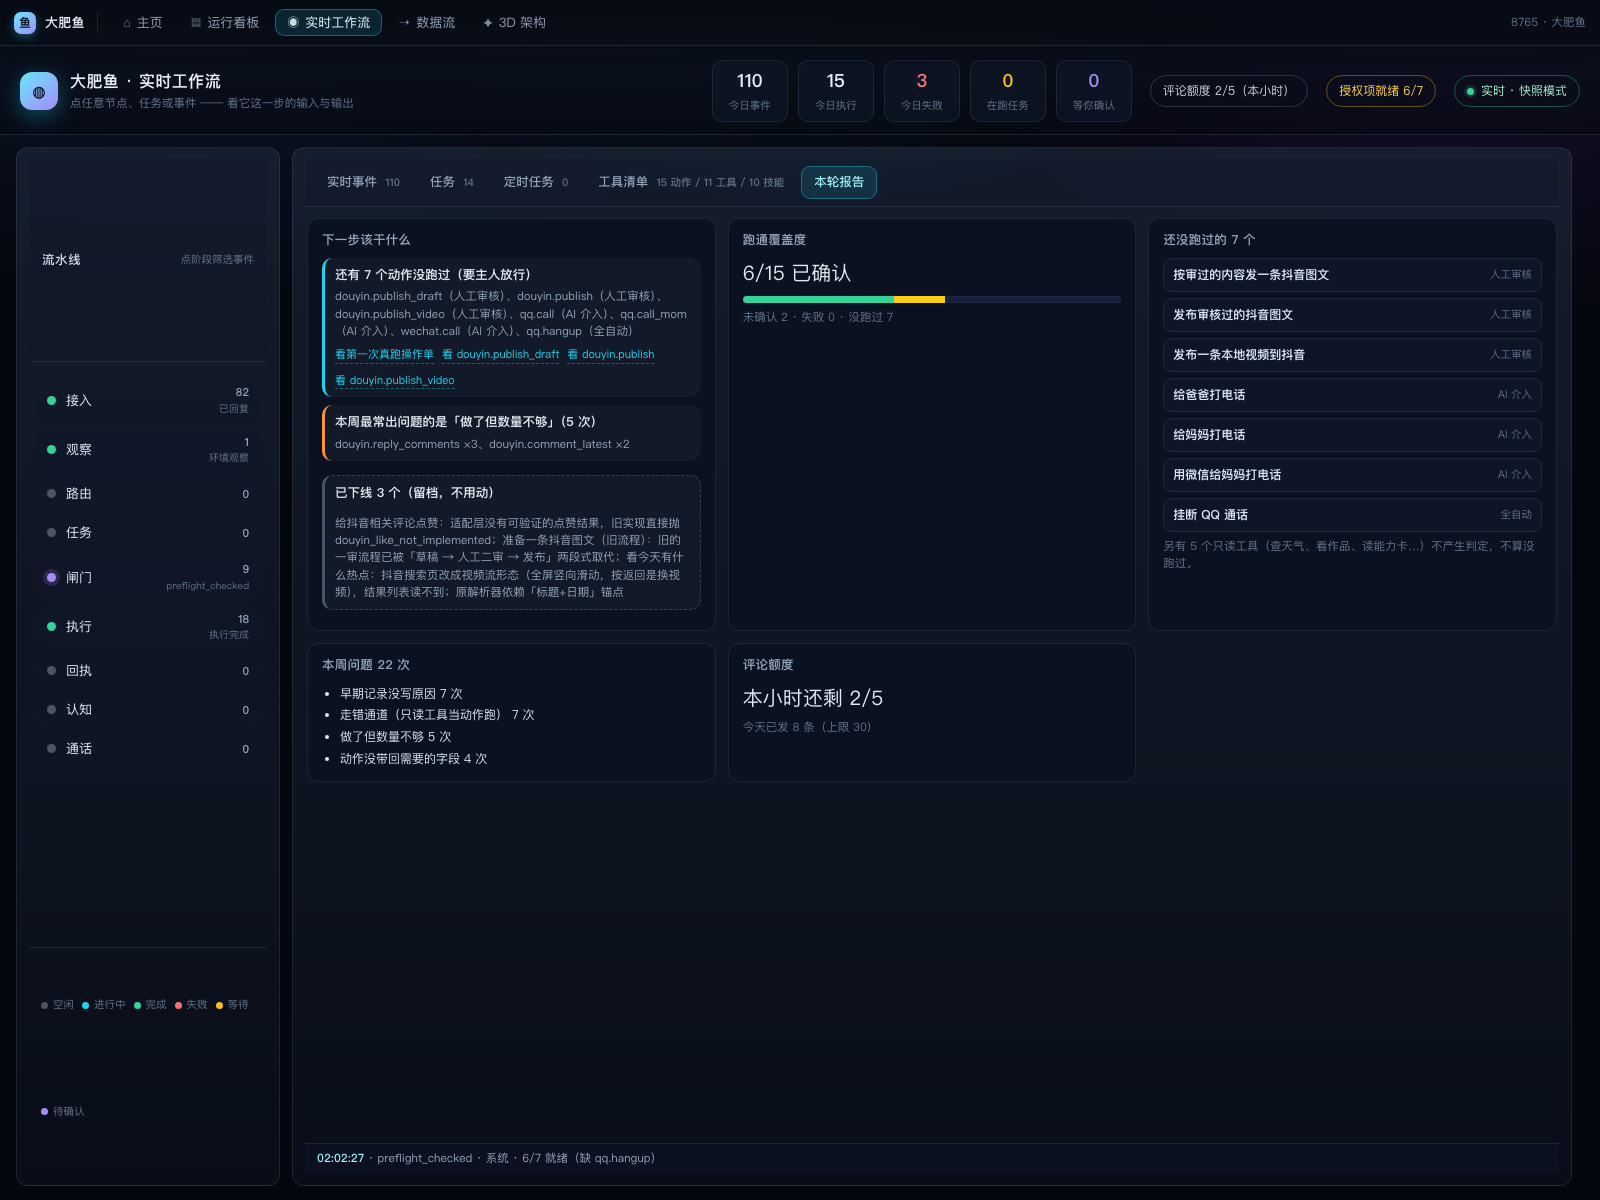 鱼 大肥鱼 主页 运行看板 实时工作流 数据流 3D 架构 8765 · 大肥鱼
大肥鱼 · 实时工作流
点任意节点、任务或事件 —— 看它这一步的输入与输出
110 今日事件
15 今日执行
3 今日失败
0 在跑任务
0 等你确认
评论额度 2/5（本小时）
授权项就绪 6/7
实时 · 快照模式
流水线 点阶段筛选事件
接入 82 已回复
观察 1 环境观察
路由 0
任务 0
闸门 9 preflight_checked
执行 18 执行完成
回执 0
认知 0
通话 0
空闲 进行中 完成 失败 等待
待确认
实时事件 110 任务 14 定时任务 0 工具清单 15 动作 / 11 工具 / 10 技能 本轮报告
下一步该干什么
还有 7 个动作没跑过（要主人放行）
douyin.publish_draft（人工审核）、douyin.publish（人工审核）、
douyin.publish_video（人工审核）、qq.call（AI 介入）、qq.call_mom
（AI 介入）、wechat.call（AI 介入）、qq.hangup（全自动）
看第一次真跑操作单 看 douyin.publish_draft 看 douyin.publish
看 douyin.publish_video
本周最常出问题的是「做了但数量不够」（5 次）
douyin.reply_comments ×3、douyin.comment_latest ×2
已下线 3 个（留档，不用动）
给抖音相关评论点赞：适配层没有可验证的点赞结果，旧实现直接抛
douyin_like_not_implemented；准备一条抖音图文（旧流程）：旧的
一审流程已被「草稿 → 人工二审 → 发布」两段式取代；看今天有什
么热点：抖音搜索页改成视频流形态（全屏竖向滑动，按返回是换视
频），结果列表读不到；原解析器依赖「标题+日期」锚点
跑通覆盖度
6/15 已确认
未确认 2 · 失败 0 · 没跑过 7
还没跑过的 7 个
按审过的内容发一条抖音图文 人工审核
发布审核过的抖音图文 人工审核
发布一条本地视频到抖音 人工审核
给爸爸打电话 AI 介入
给妈妈打电话 AI 介入
用微信给妈妈打电话 AI 介入
挂断 QQ 通话 全自动
另有 5 个只读工具（查天气、看作品、读能力卡…）不产生判定，不算没
跑过。
本周问题 22 次
早期记录没写原因 7 次
走错通道（只读工具当动作跑） 7 次
做了但数量不够 5 次
动作没带回需要的字段 4 次
评论额度
本小时还剩 2/5
今天已发 8 条（上限 30）
02:02:27 · preflight_checked · 系统 · 6/7 就绪（缺 qq.hangup）